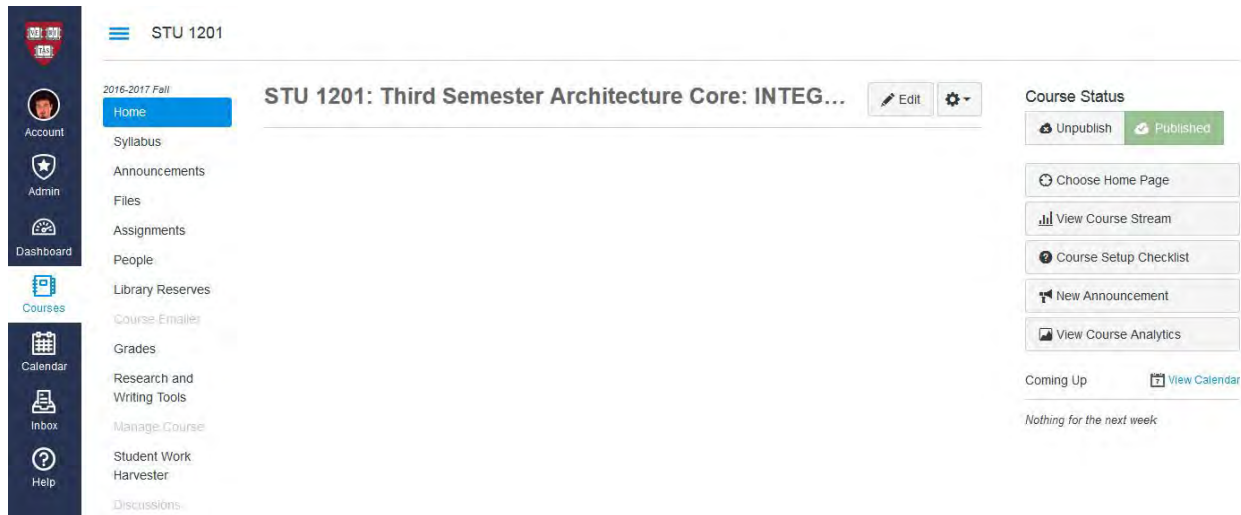 STU 1201
Account
Admin
Dashboard
Courses
Calendar
Inbox
Help
2016-2017 Fall
Home
Syllabus
Announcements
Files
Assignments
People
Library Reserves
Course Emailer
Grades
Research and
Writing Tools
Manage Course
Student Work
Harvester
Discussions
STU 1201: Third Semester Architecture Core: INTEG...
Edit
Course Status
Unpublish
Published
Choose Home Page
View Course Stream
Course Setup Checklist
New Announcement
View Course Analytics
Coming Up
View Calendar
Nothing for the next week